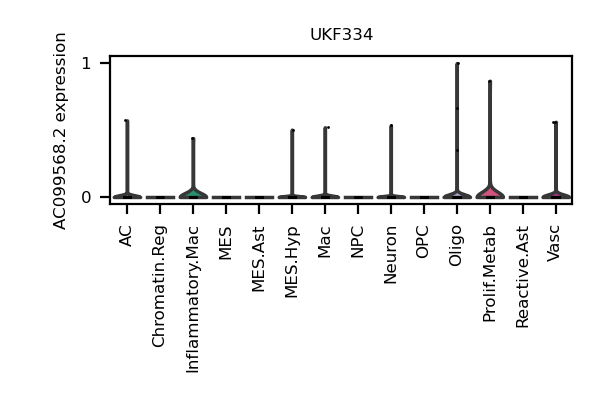 UKF334
AC099568.2 expression
1
0
AC
Chromatin.Reg
Inflammatory.Mac
MES
MES.Ast
MES.Hyp
Mac
NPC
Neuron
OPC
Oligo
Prolif.Metab
Reactive.Ast
Vasc